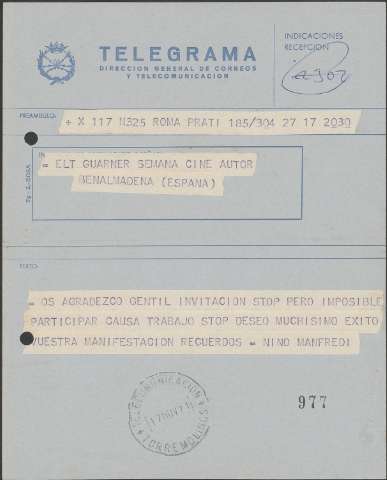 TELEGRAMA
DIRECCION GENERAL DE CORREOS
Y TELECOMUNICACION
INDICACIONES
RECEPCION
PREAMBULO:
+ X 117 N325 ROMA PRATI 185/304 27 17 2030
= ELT GUARNER SEMANA CINE AUTOR
BENALMADENA (ESPANA)
TEXTO:
= OS AGRADEZCO GENTIL INVITACION STOP PERO IMPOSIBLE
PARTICIPAR CAUSA TRABAJO STOP DESEO MUCHISIMO EXITO
VUESTRA MANIFESTACION RECUERDOS = NINO MANFREDI
TELECOMUNICACION
TORREMOLINOS
977